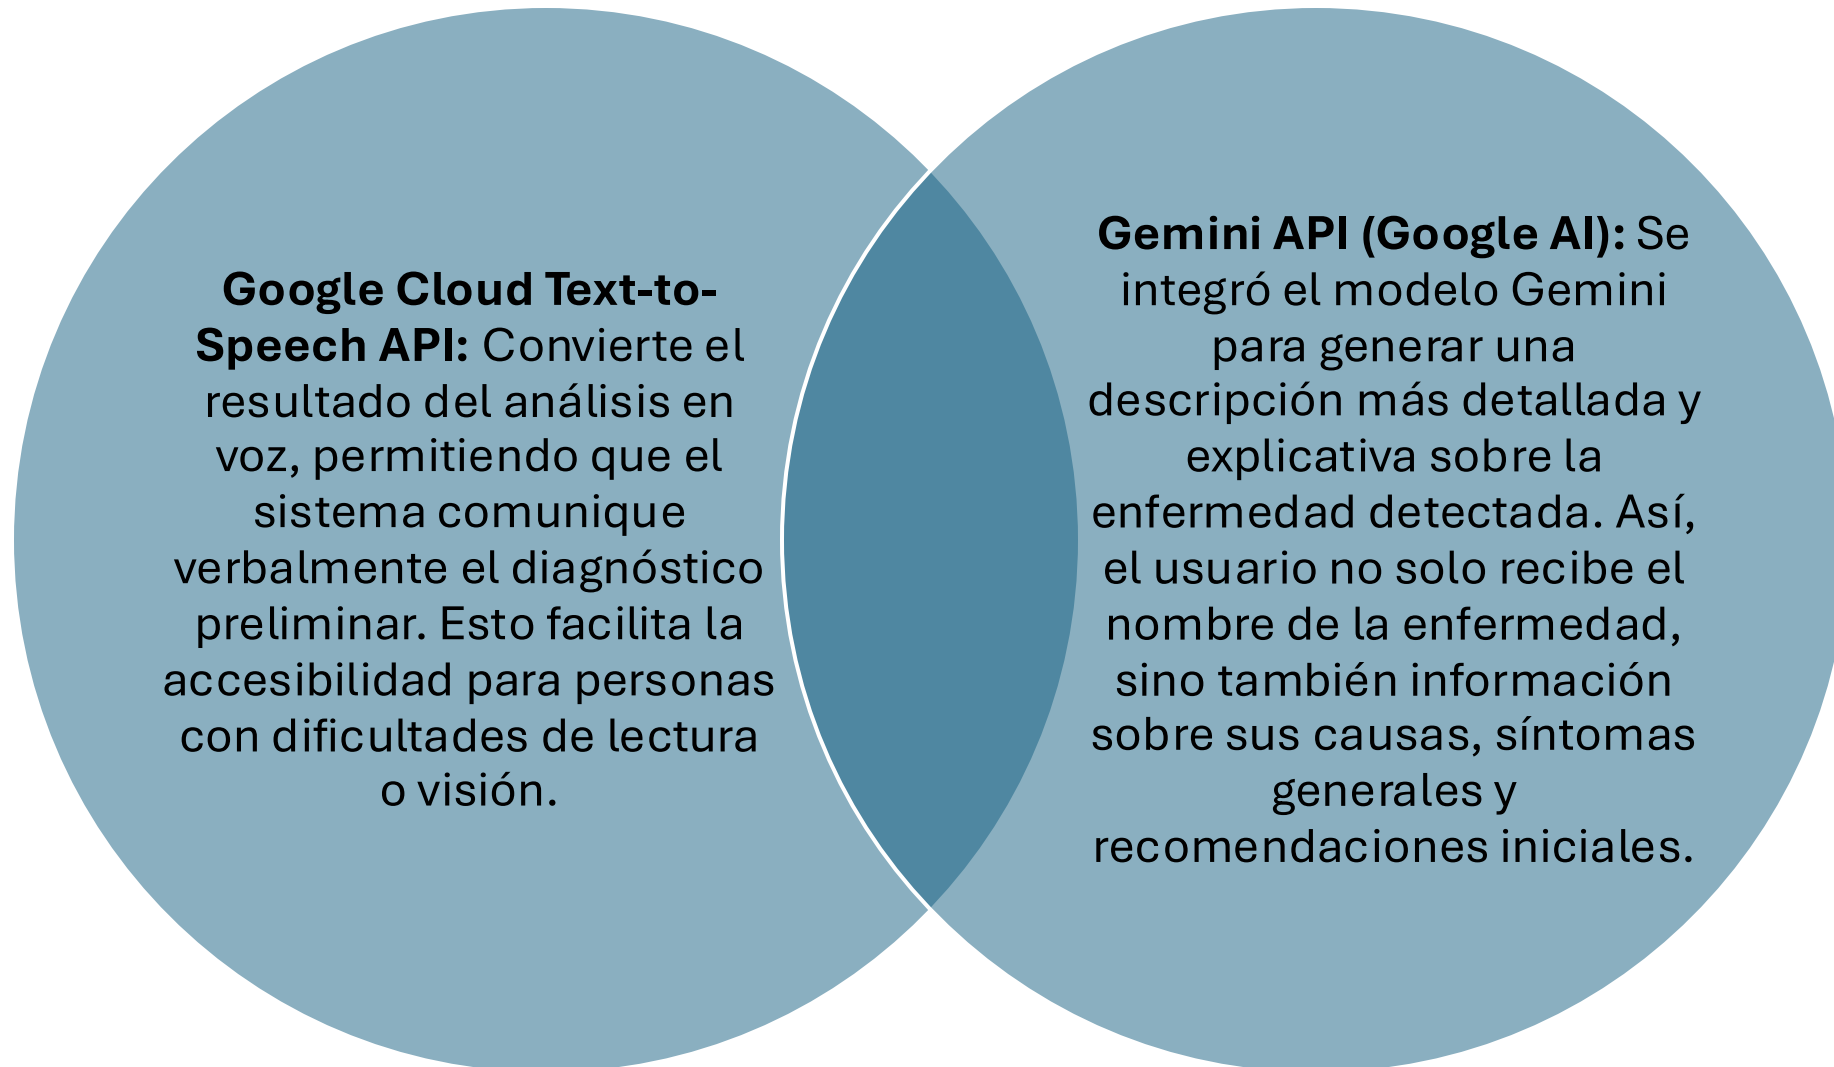 Google Cloud Text-to-
Speech API: Convierte el
resultado del análisis en
voz, permitiendo que el
sistema comunique
verbalmente el diagnóstico
preliminar. Esto facilita la
accesibilidad para personas
con dificultades de lectura
o visión.
Gemini API (Google AI): Se
integró el modelo Gemini
para generar una
descripción más detallada y
explicativa sobre la
enfermedad detectada. Así,
el usuario no solo recibe el
nombre de la enfermedad,
sino también información
sobre sus causas, síntomas
generales y
recomendaciones iniciales.